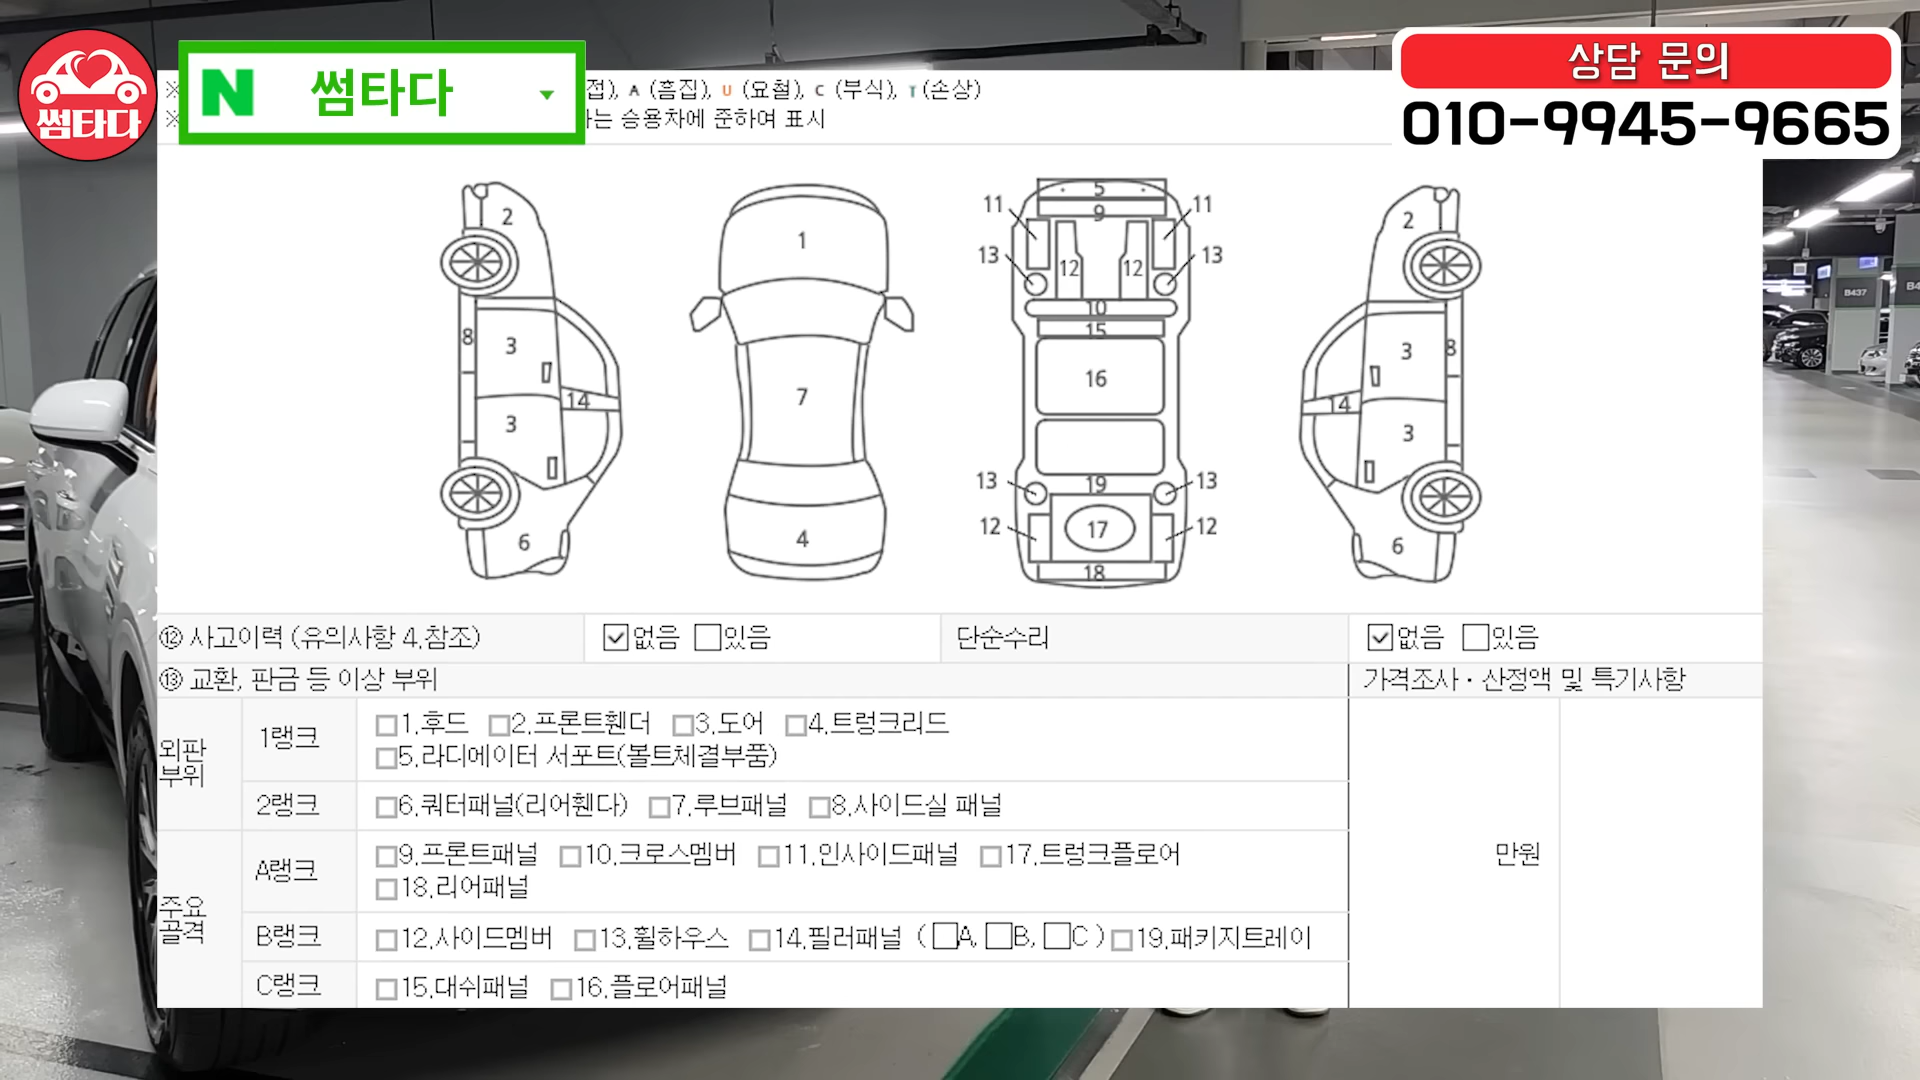 썸타다
N 썸타다
※ 접), A (흠집), U (요철), C (부식), T (손상)
※ 는 승용차에 준하여 표시
상담 문의
010-9945-9665
B437
2
8
3
3
14
6
1
7
4
5
9
11
11
13
13
12
12
10
15
16
13
13
19
12
12
17
18
2
3
8
14
3
6
⑫ 사고이력 (유의사항 4.참조) ☑없음 ☐있음 단순수리 ☑없음 ☐있음
⑬ 교환, 판금 등 이상 부위 가격조사・산정액 및 특기사항
외판
부위
1랭크
☐1.후드 ☐2.프론트휀더 ☐3.도어 ☐4.트렁크리드
☐5.라디에이터 서포트(볼트체결부품)
2랭크 ☐6.쿼터패널(리어휀다) ☐7.루브패널 ☐8.사이드실 패널
주요
골격
A랭크
☐9.프론트패널 ☐10.크로스멤버 ☐11.인사이드패널 ☐17.트렁크플로어
☐18.리어패널
B랭크 ☐12.사이드멤버 ☐13.휠하우스 ☐14.필러패널 (☐A, ☐B, ☐C) ☐19.패키지트레이
C랭크 ☐15.대쉬패널 ☐16.플로어패널
만원